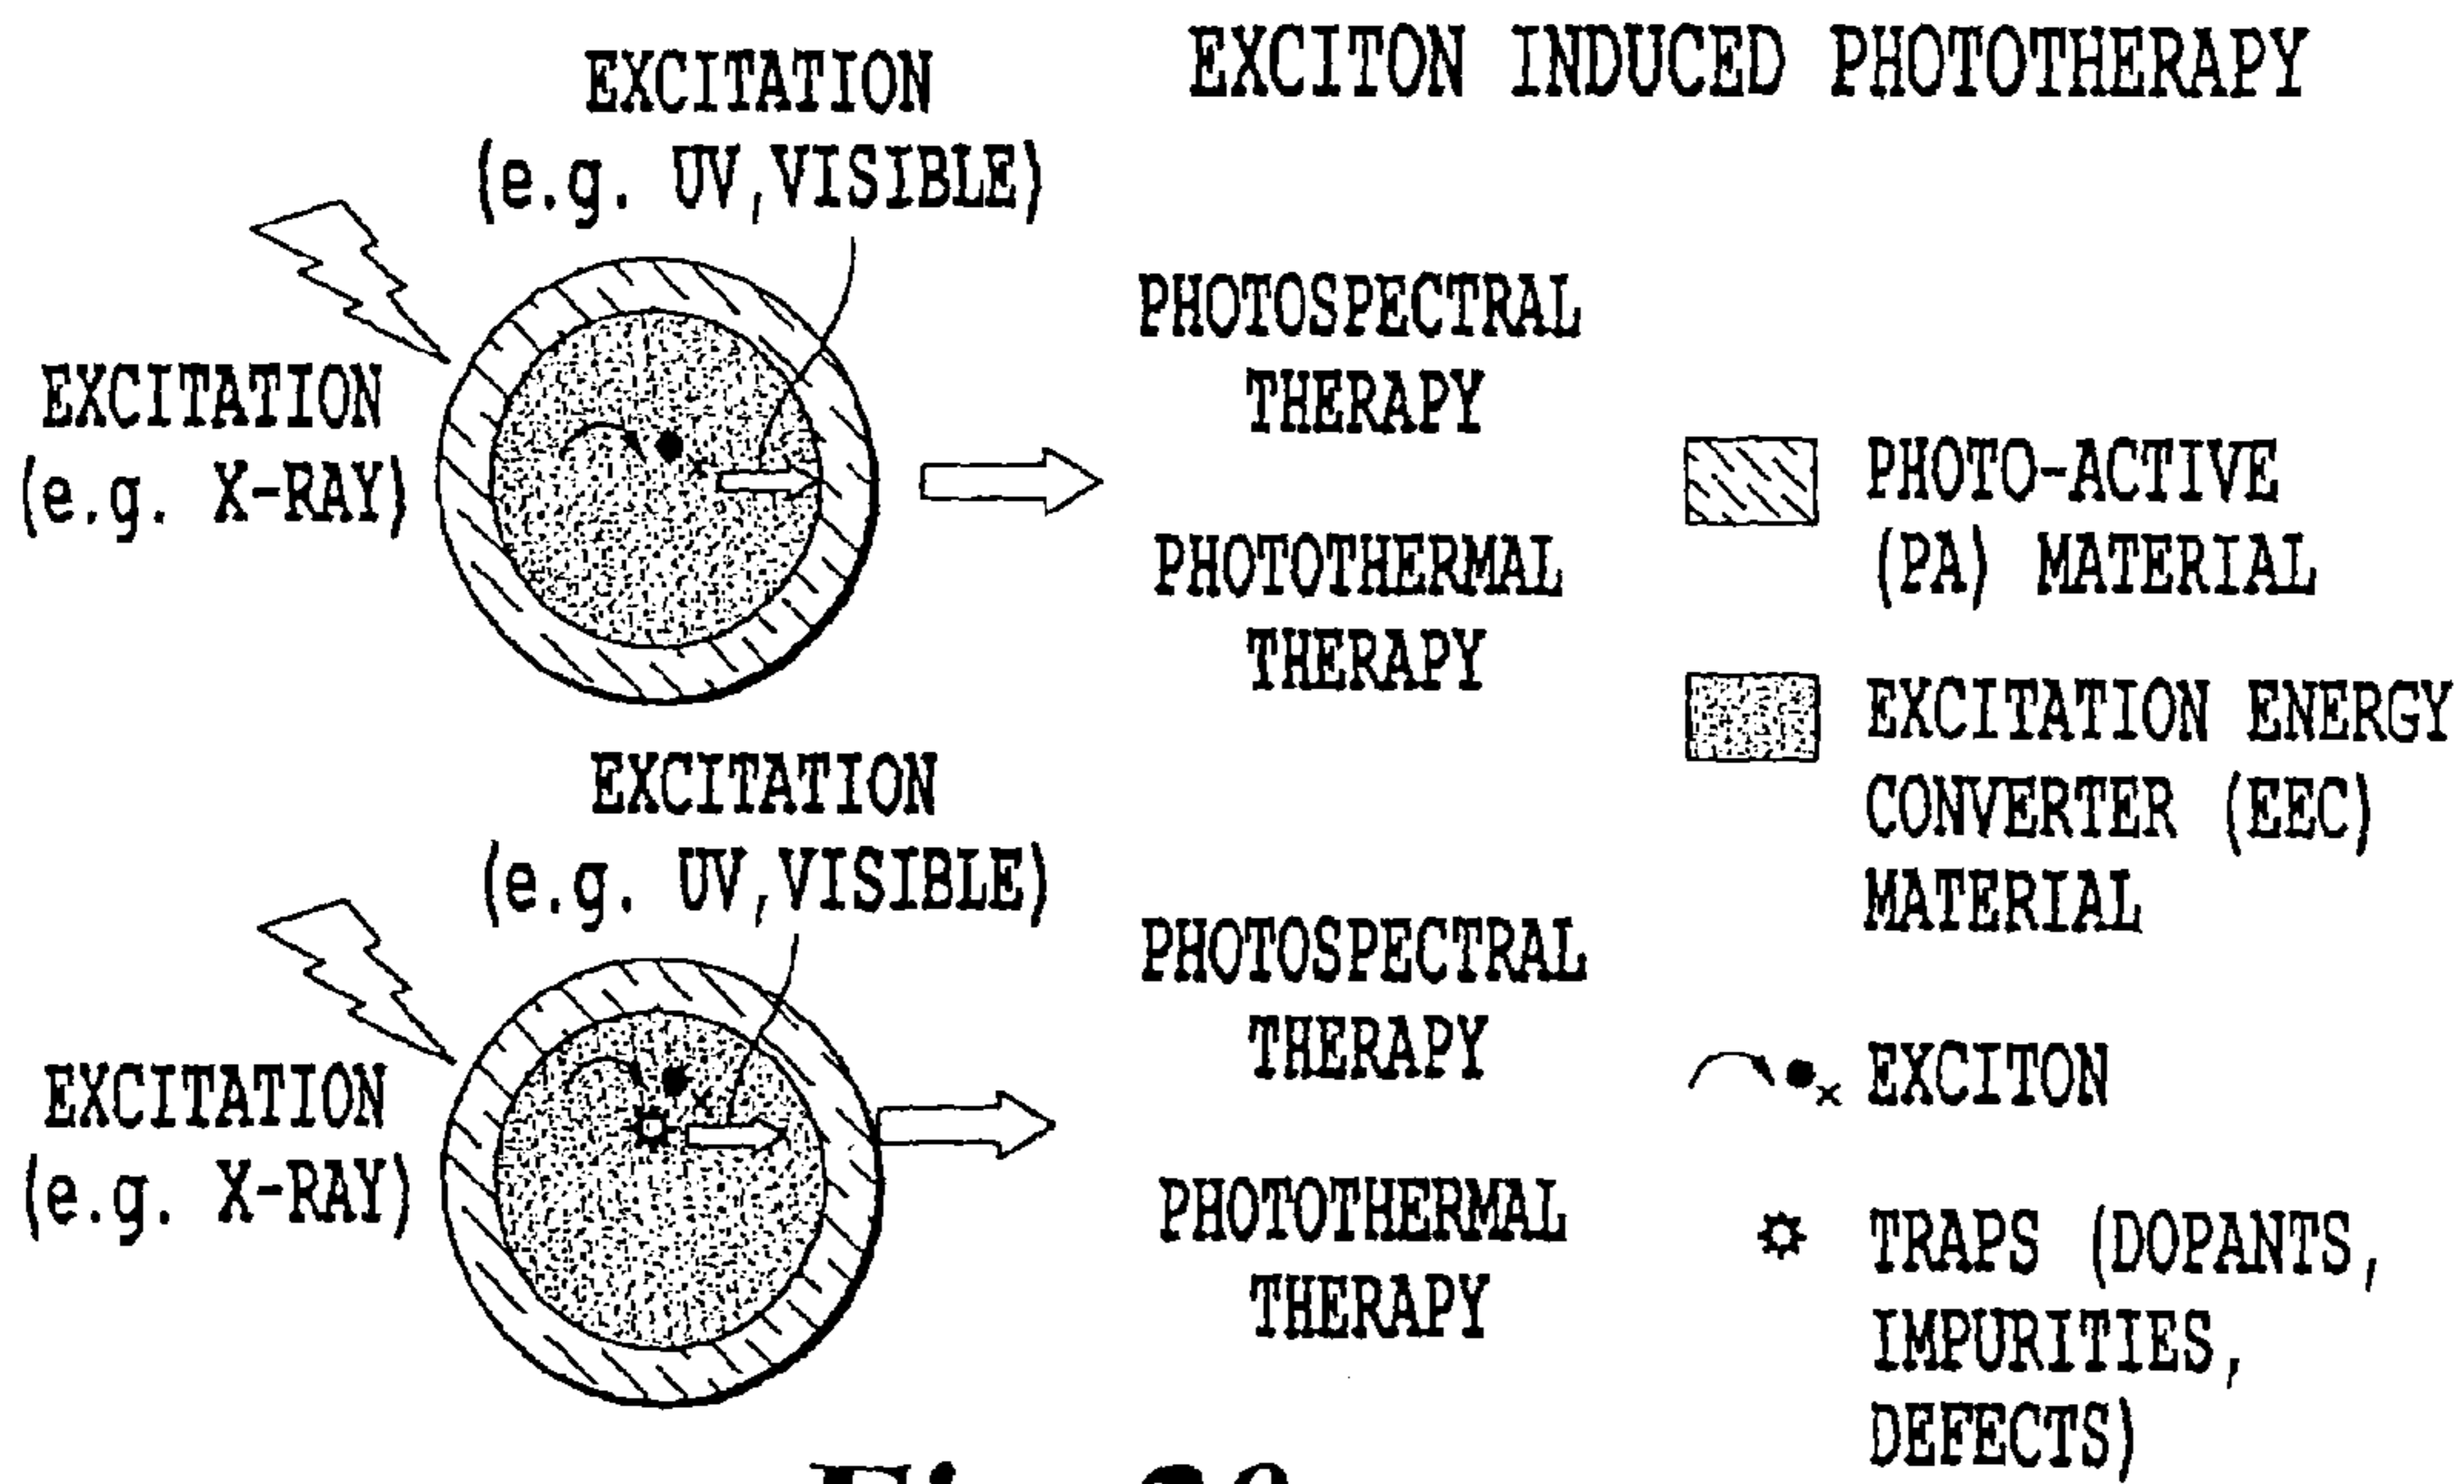 EXCITON INDUCED PHOTOTHERAPY
EXCITATION
(e.g. UV,VISIBLE)
EXCITATION
(e.g. X-RAY)
PHOTOSPECTRAL
THERAPY
PHOTOTHERMAL
THERAPY
EXCITATION
(e.g. UV,VISIBLE)
EXCITATION
(e.g. X-RAY)
PHOTOSPECTRAL
THERAPY
PHOTOTHERMAL
THERAPY
PHOTO-ACTIVE
(PA) MATERIAL
EXCITATION ENERGY
CONVERTER (EEC)
MATERIAL
EXCITON
TRAPS (DOPANTS,
IMPURITIES,
DEFECTS)